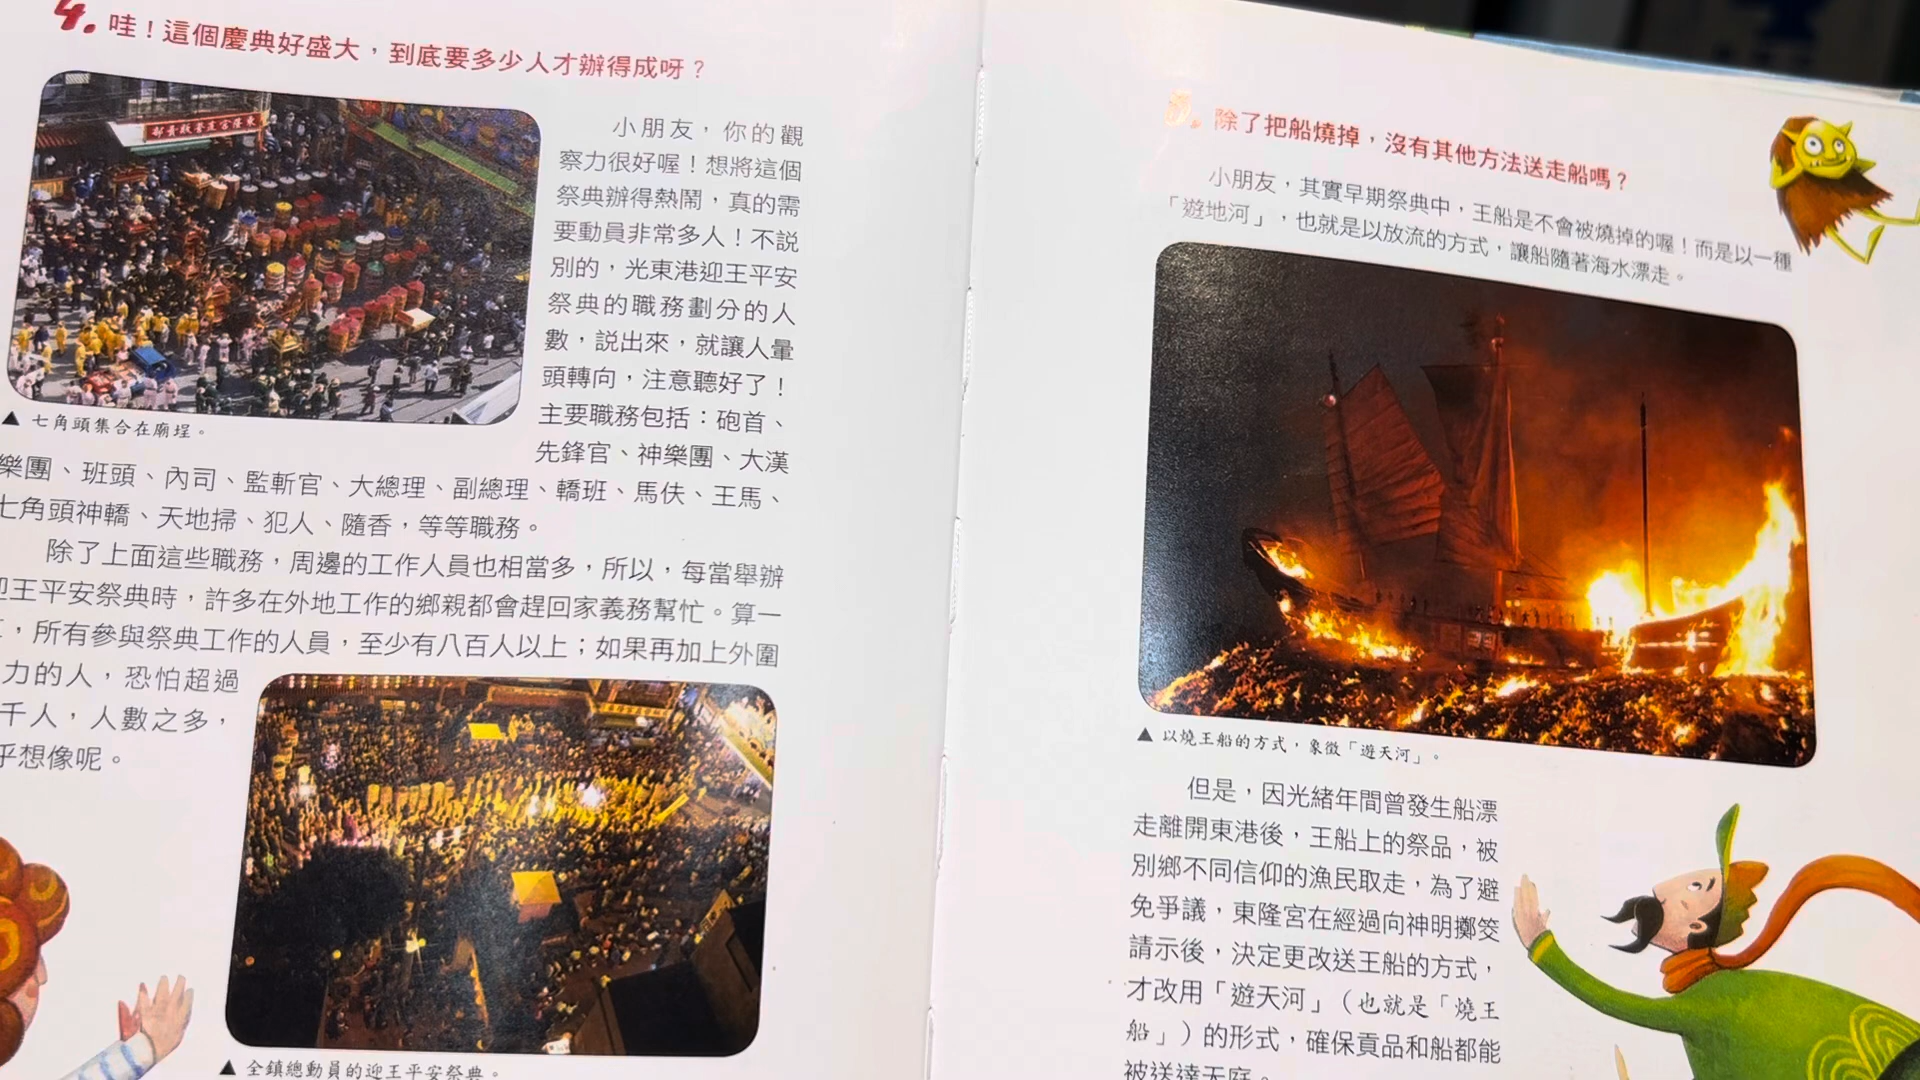 4. 哇！這個慶典好盛大，到底要多少人才辦得成呀？
東隆宮直營販賣部
小朋友，你的觀
察力很好喔！想將這個
祭典辦得熱鬧，真的需
要動員非常多人！不說
別的，光東港迎王平安
祭典的職務劃分的人
數，說出來，就讓人暈
頭轉向，注意聽好了！
主要職務包括：砲首、
先鋒官、神樂團、大漢
▲ 七角頭集合在廟埕。
樂團、班頭、內司、監斬官、大總理、副總理、轎班、馬伕、王馬、
七角頭神轎、天地掃、犯人、隨香，等等職務。
除了上面這些職務，周邊的工作人員也相當多，所以，每當舉辦
迎王平安祭典時，許多在外地工作的鄉親都會趕回家義務幫忙。算一
，所有參與祭典工作的人員，至少有八百人以上；如果再加上外圍
力的人，恐怕超過
千人，人數之多，
乎想像呢。
▲ 全鎮總動員的迎王平安祭典。
5. 除了把船燒掉，沒有其他方法送走船嗎？
小朋友，其實早期祭典中，王船是不會被燒掉的喔！而是以一種
「遊地河」，也就是以放流的方式，讓船隨著海水漂走。
▲ 以燒王船的方式，象徵「遊天河」。
但是，因光緒年間曾發生船漂
走離開東港後，王船上的祭品，被
別鄉不同信仰的漁民取走，為了避
免爭議，東隆宮在經過向神明擲筊
請示後，決定更改送王船的方式，
才改用「遊天河」（也就是「燒王
船」）的形式，確保貢品和船都能
被送達天庭。